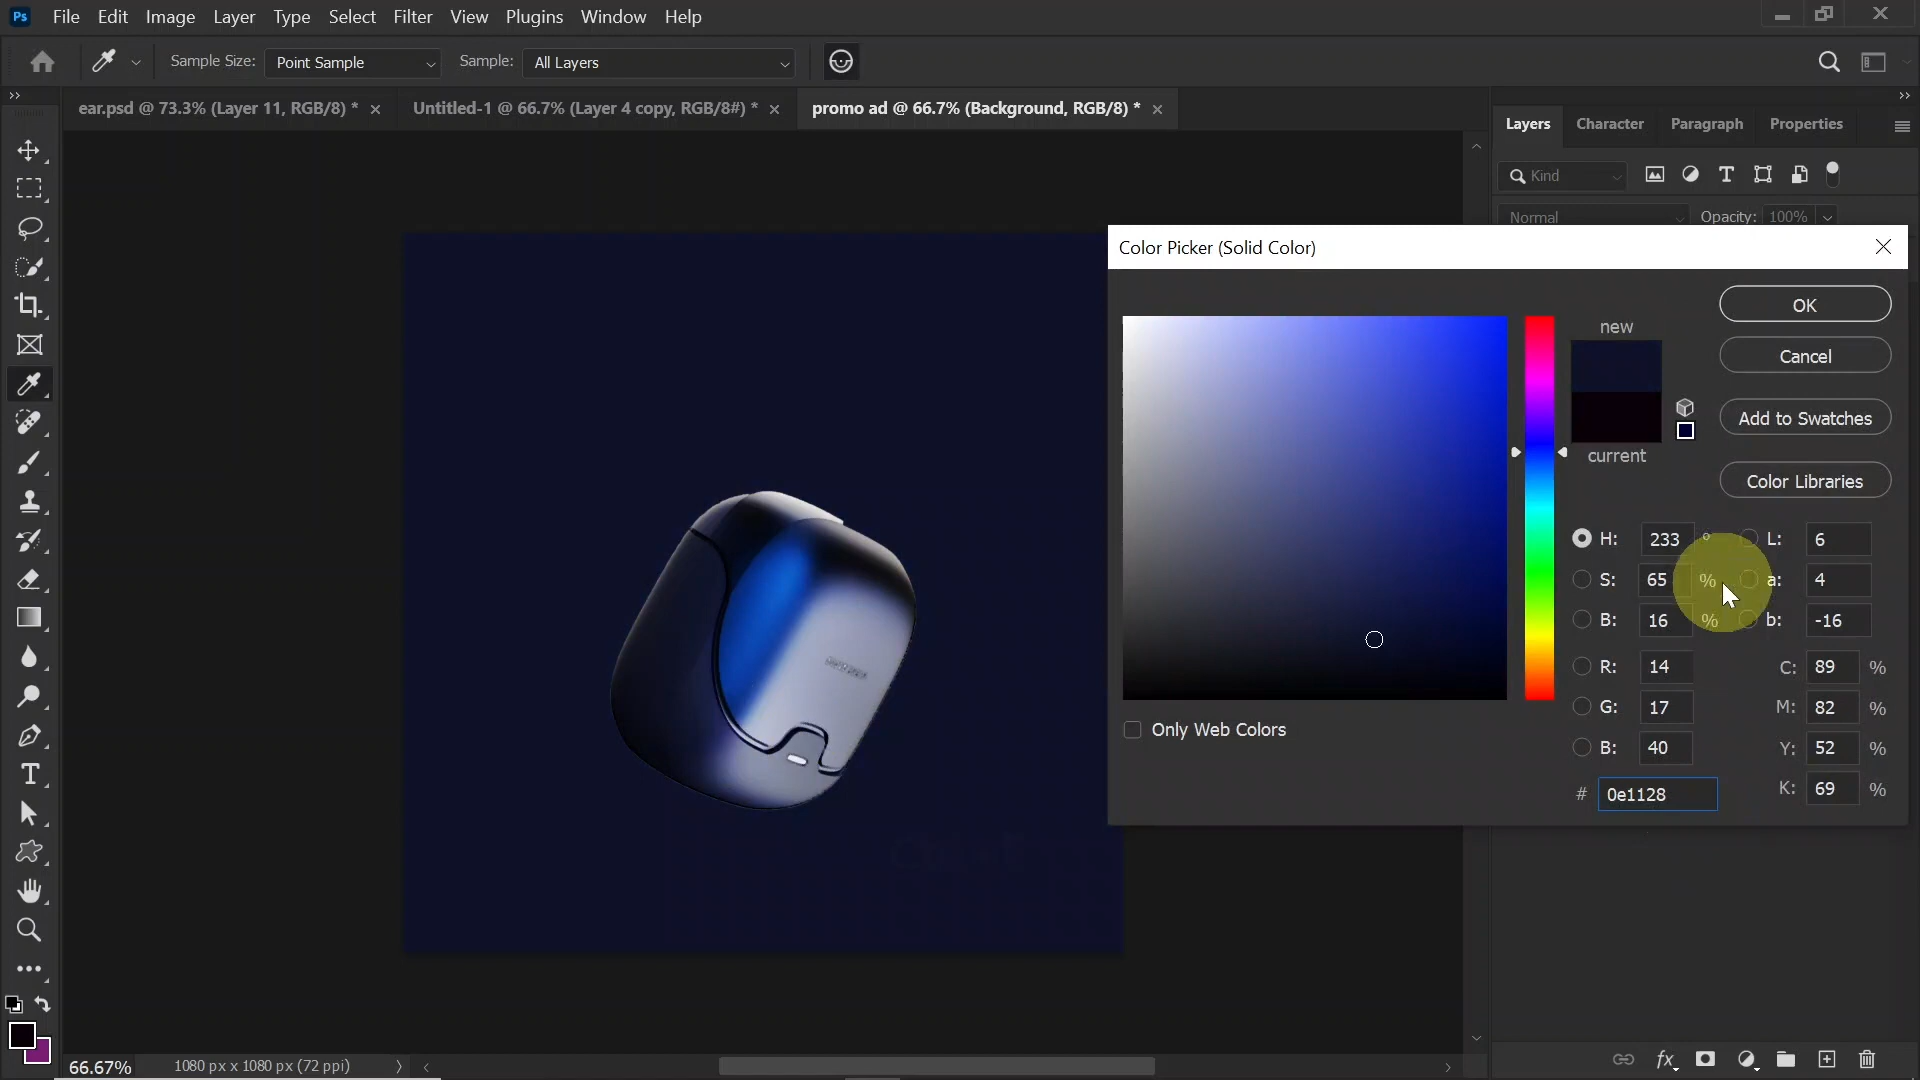 Ps File Edit Image Layer Type Select Filter View Plugins Window Help
Sample Size: Point Sample Sample: All Layers
ear.psd @ 73.3% (Layer 11, RGB/8) *
Untitled-1 @ 66.7% (Layer 4 copy, RGB/8#) *
promo ad @ 66.7% (Background, RGB/8) *
Layers Character Paragraph Properties
Kind
Normal Opacity: 100%
Color Picker (Solid Color)
new
current
OK
Cancel
Add to Swatches
Color Libraries
H: 233 ° L: 6
S: 65 % a: 4
B: 16 % b: -16
R: 14 C: 89 %
G: 17 M: 82 %
B: 40 Y: 52 %
# 0e1128 K: 69 %
Only Web Colors
66.67% 1080 px x 1080 px (72 ppi)
fx